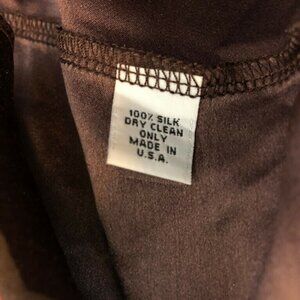 100% SILK
DRY CLEAN
ONLY
MADE IN
U.S.A.